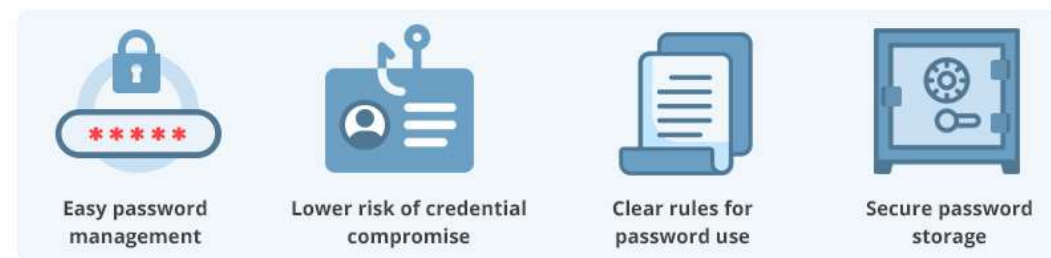 *****
Easy password
management
Lower risk of credential
compromise
Clear rules for
password use
Secure password
storage